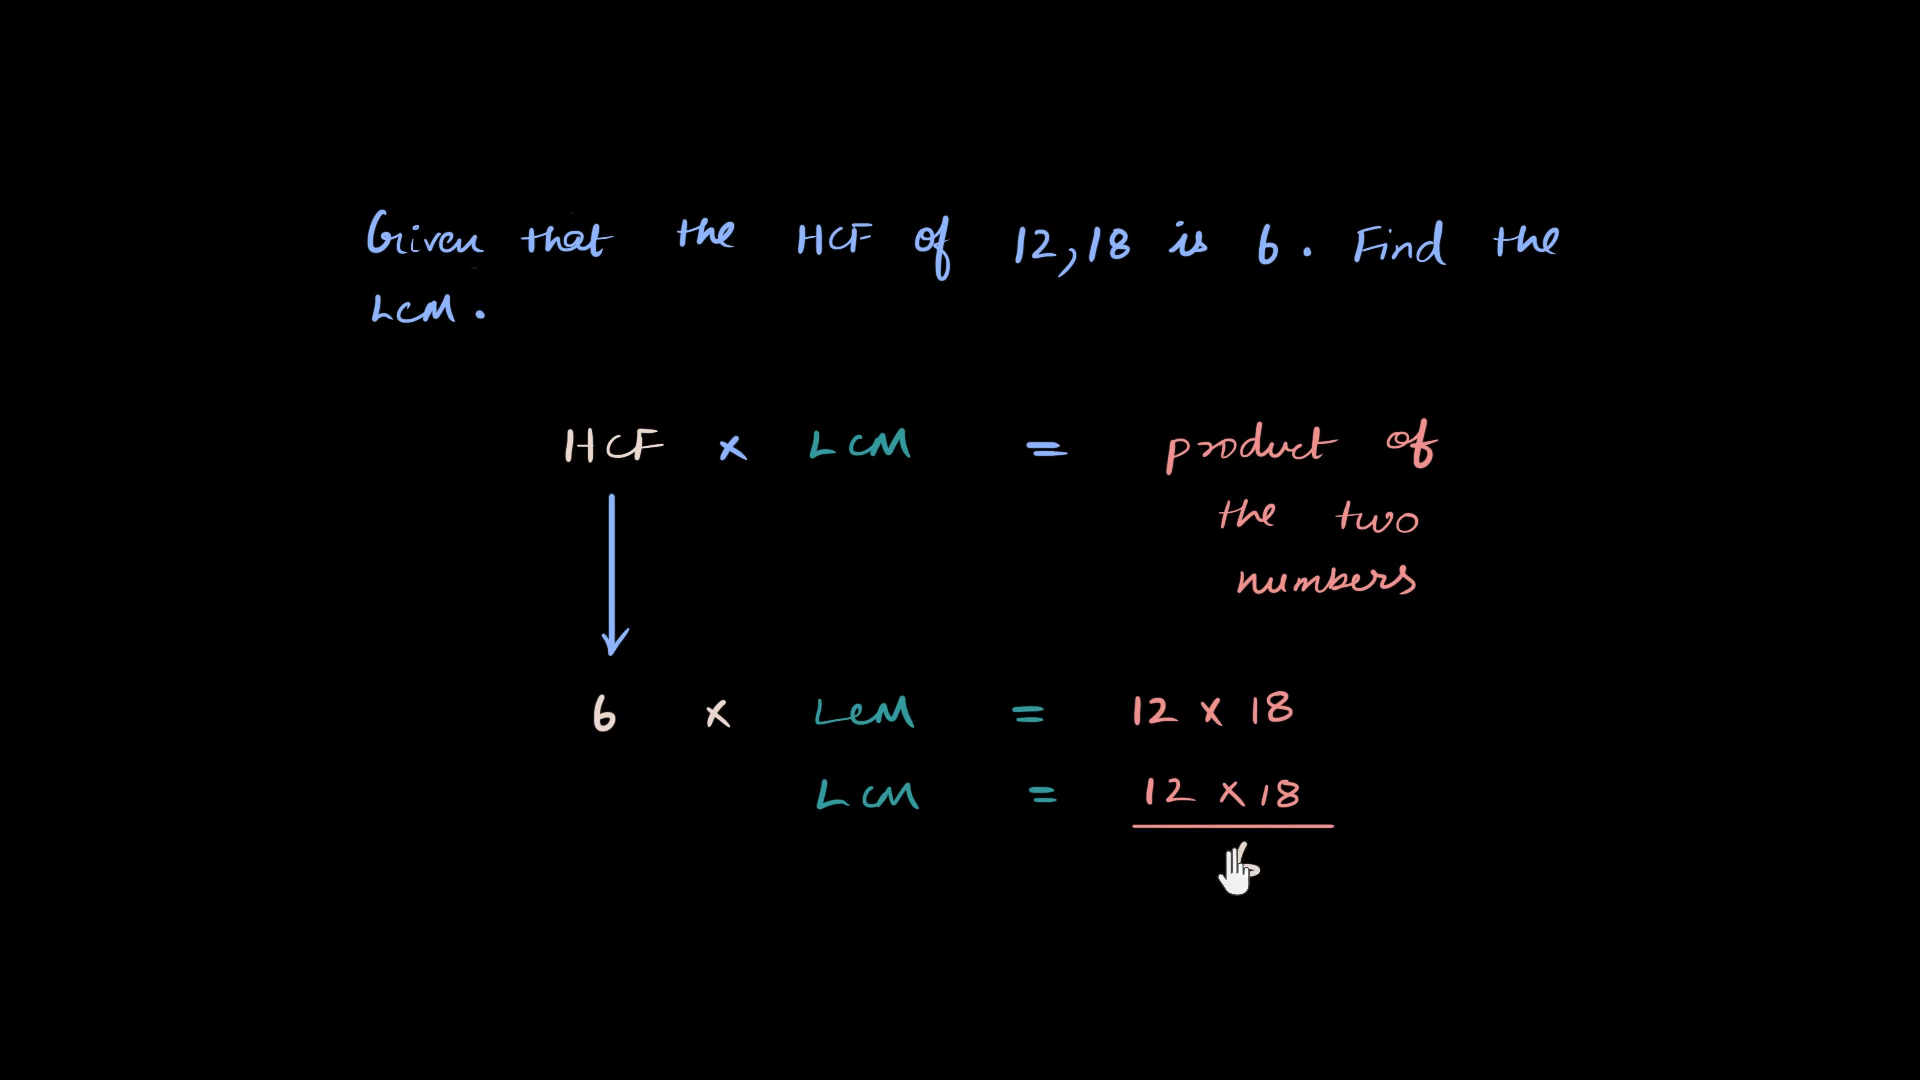 Given that the HCF of 12, 18 is 6. Find the
LCM.
HCF x LCM = product of
the two
numbers
6 x LCM = 12 x 18
LCM = 12 x 18